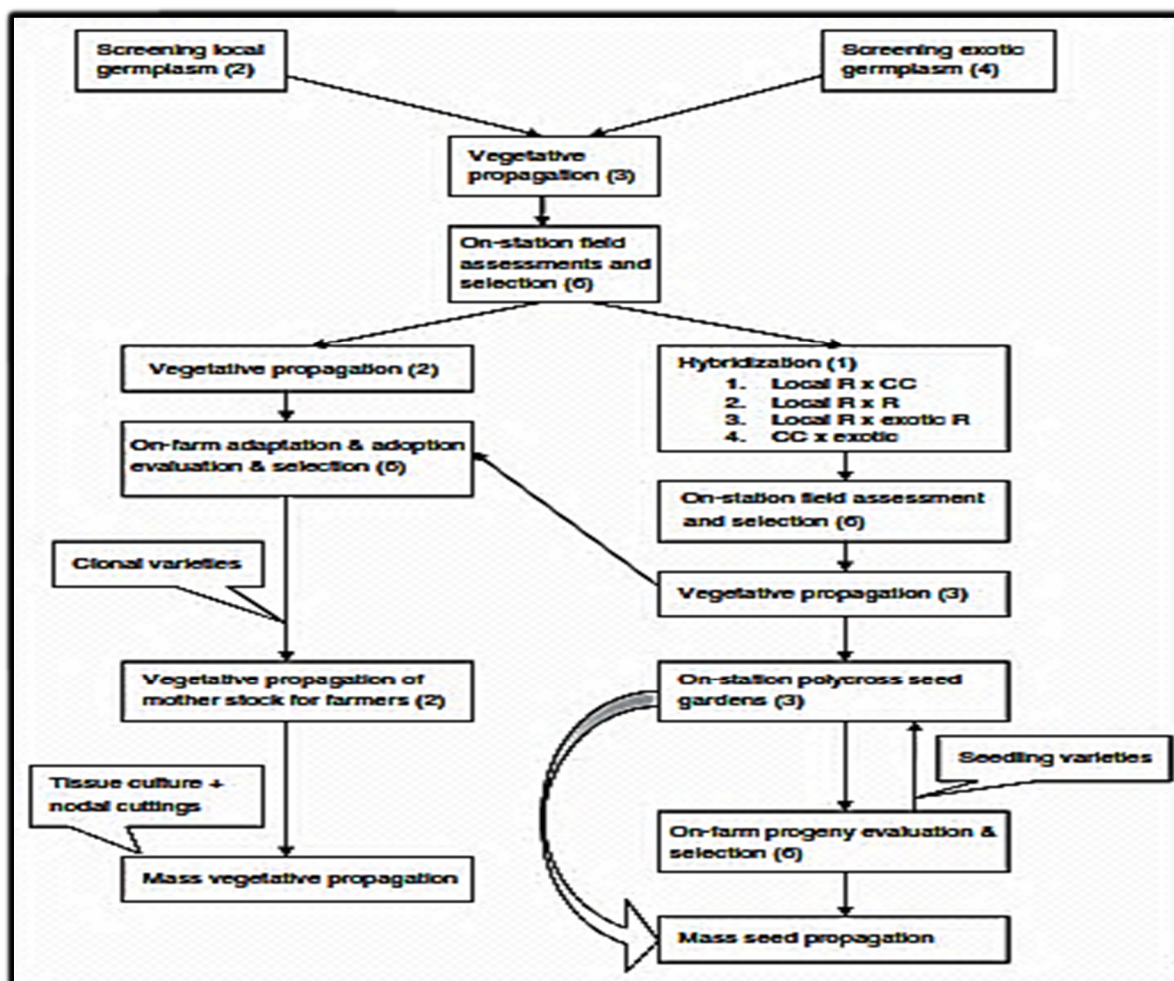 Screening local
germplasm (2)
Screening exotic
germplasm (4)
Vegetative
propagation (3)
On-station field
assessments and
selection (6)
Vegetative propagation (2)
Hybridization (1)
1. Local R x CC
2. Local R x R
3. Local R x exotic R
4. CC x exotic
On-farm adaptation & adoption
evaluation & selection (6)
On-station field assessment
and selection (6)
Clonal varieties
Vegetative propagation (3)
Vegetative propagation of
mother stock for farmers (2)
On-station polycross seed
gardens (3)
Seedling varieties
Tissue culture +
nodal cuttings
On-farm progeny evaluation &
selection (6)
Mass vegetative propagation
Mass seed propagation